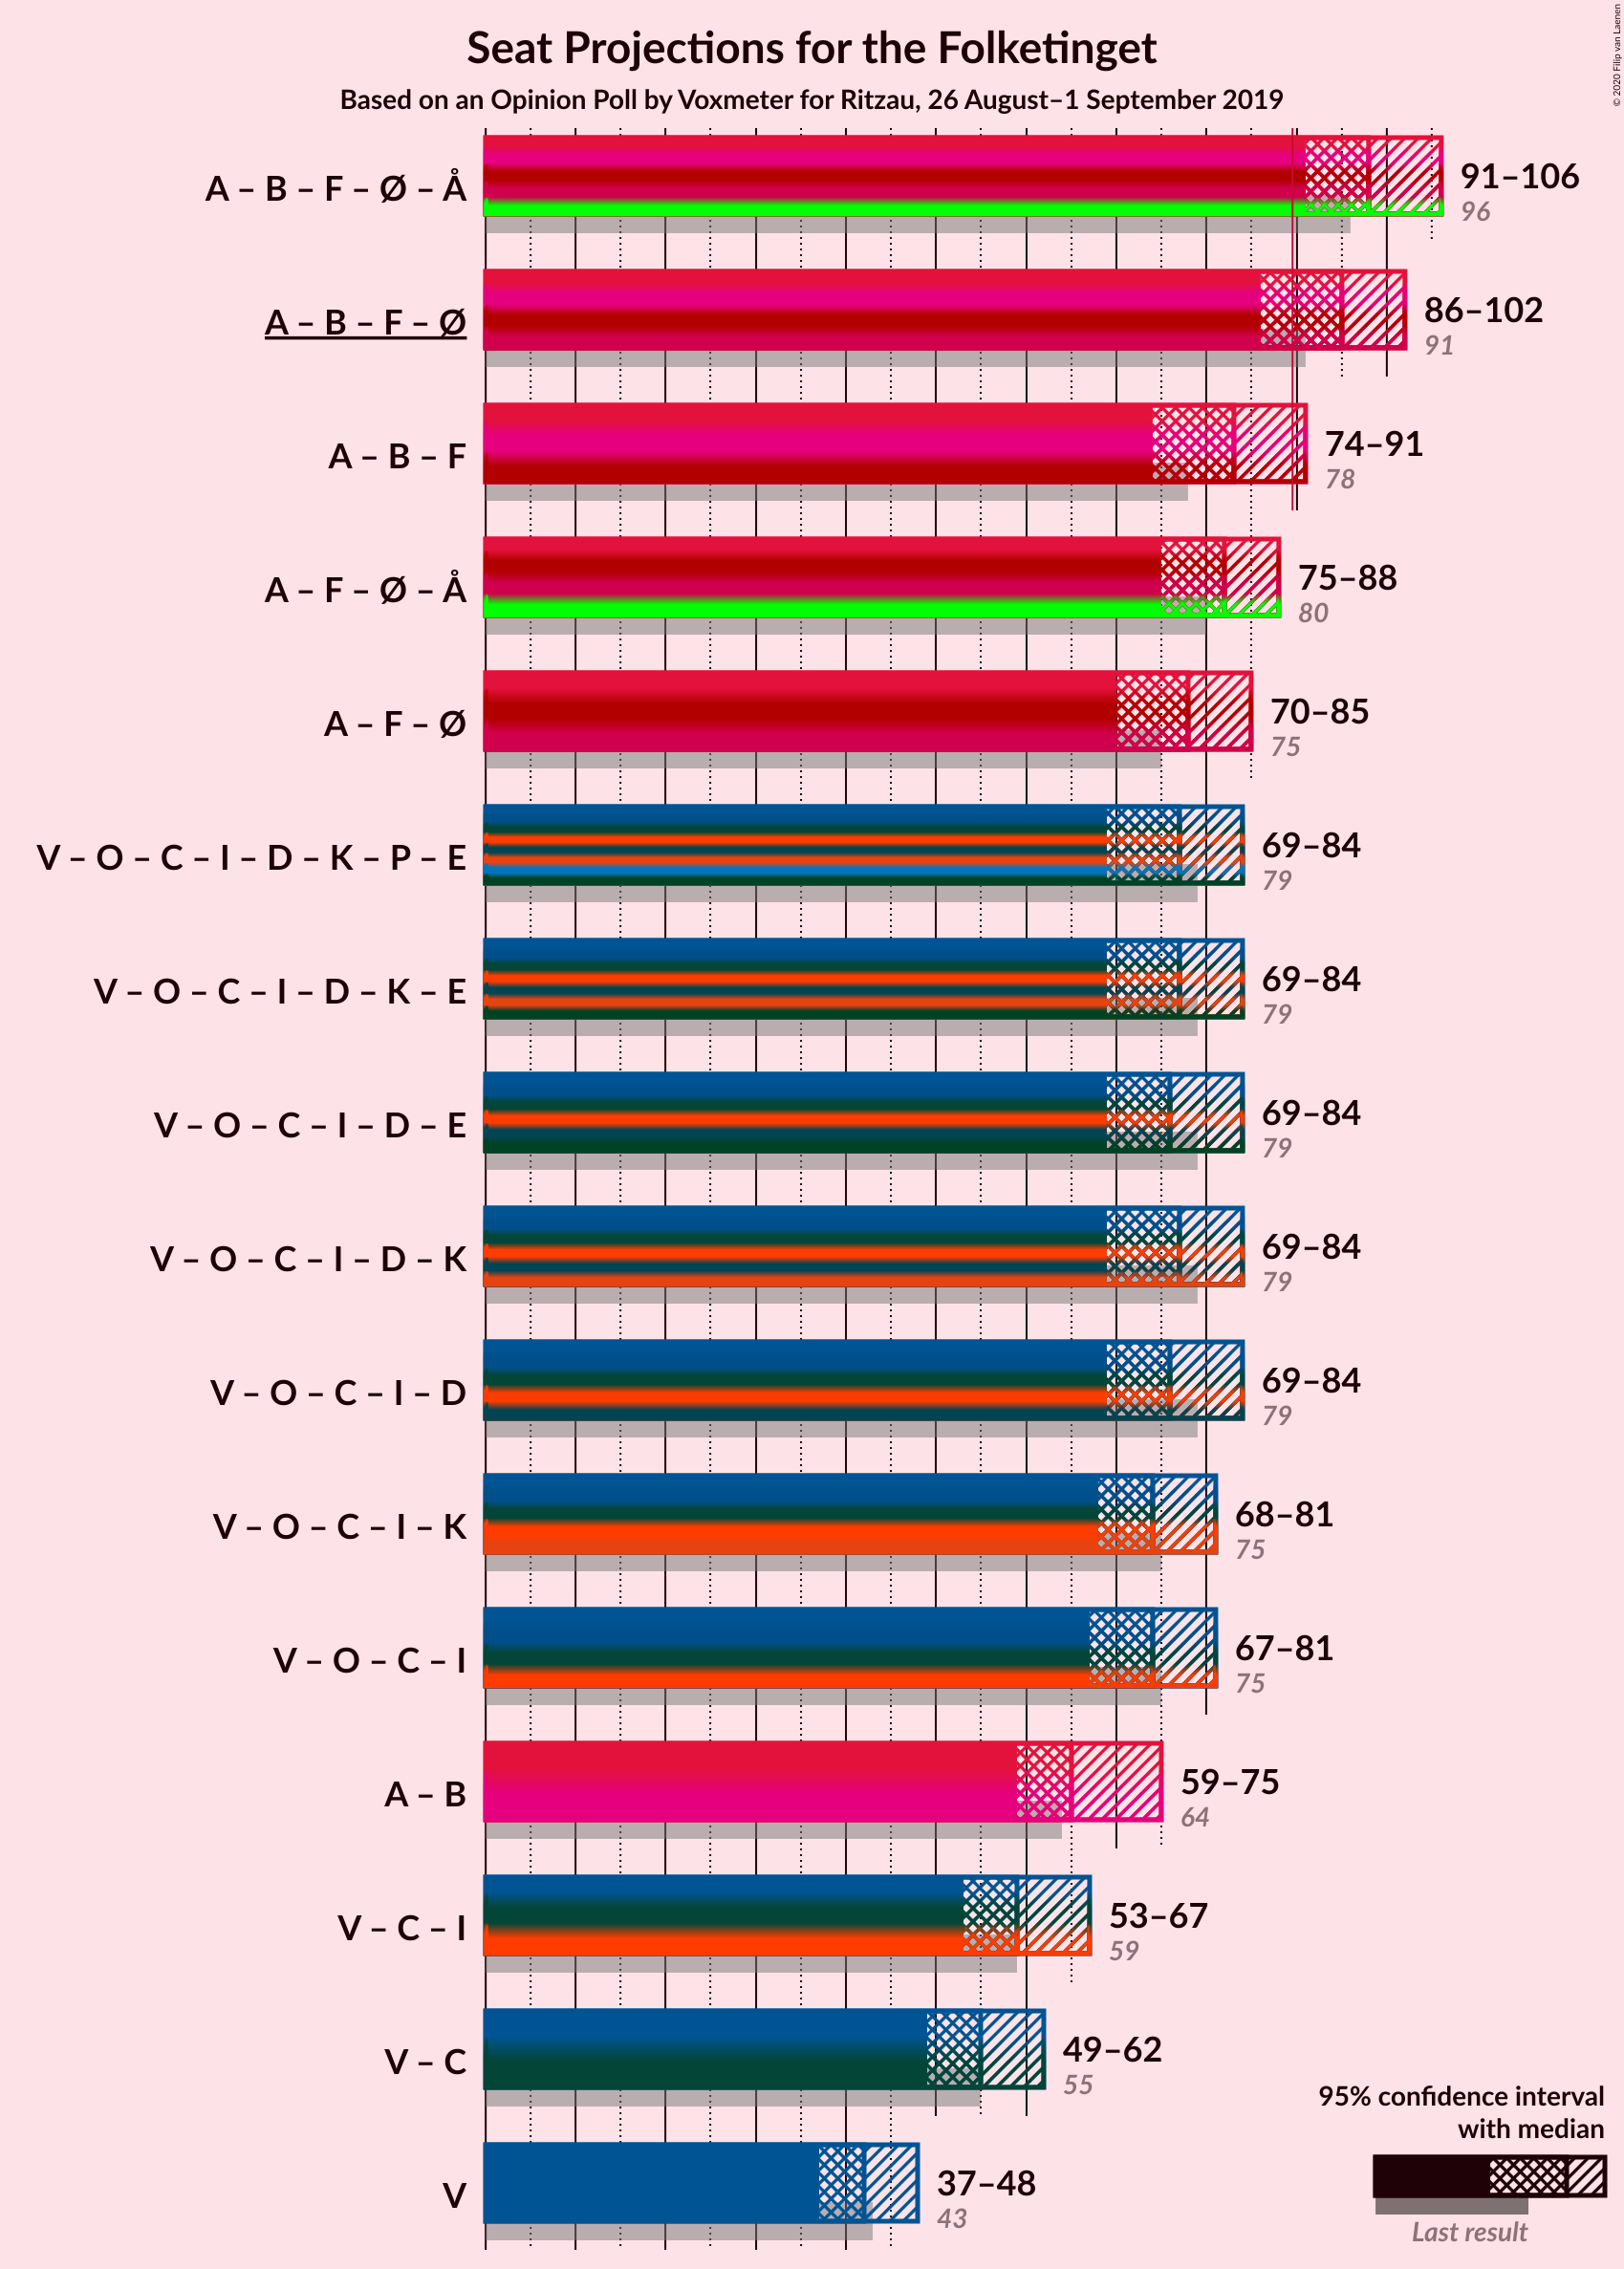 Seat Projections for the Folketinget
Based on an Opinion Poll by Voxmeter for Ritzau, 26 August–1 September 2019
© 2020 Filip van Laenen
A – B – F – Ø – Å
91–106
96
A – B – F – Ø
86–102
91
A – B – F
74–91
78
A – F – Ø – Å
75–88
80
A – F – Ø
70–85
75
V – O – C – I – D – K – P – E
69–84
79
V – O – C – I – D – K – E
69–84
79
V – O – C – I – D – E
69–84
79
V – O – C – I – D – K
69–84
79
V – O – C – I – D
69–84
79
V – O – C – I – K
68–81
75
V – O – C – I
67–81
75
A – B
59–75
64
V – C – I
53–67
59
V – C
49–62
55
V
37–48
43
95% confidence interval
with median
Last result